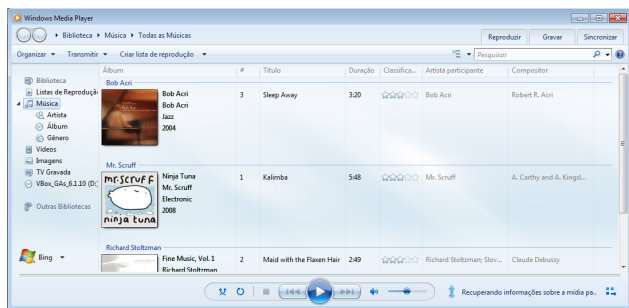 Windows Media Player
Biblioteca ▸ Música ▸ Todas as Músicas
Reproduzir Gravar Sincronizar
Organizar Transmitir Criar lista de reprodução Pesquisar
Álbum # Título Duração Classifica... Artista participante Compositor
Biblioteca
Listas de Reproduçã
Música
Artista
Álbum
Gênero
Vídeos
Imagens
TV Gravada
VBox_GAs_6.1.10 (D:)
Outras Bibliotecas
Bing
Bob Acri
Bob Acri 3 Sleep Away 3:20 Bob Acri Robert R. Acri
Bob Acri
Jazz
2004
Mr. Scruff
mr.scruff
ninja tuna
Ninja Tuna 1 Kalimba 5:48 Mr. Scruff A. Carthy and A. Kingsl...
Mr. Scruff
Electronic
2008
Richard Stoltzman
Fine Music, Vol. 1 2 Maid with the Flaxen Hair 2:49 Richard Stoltzman; Slov... Claude Debussy
Richard Stoltzman
Recuperando informações sobre a mídia pa..